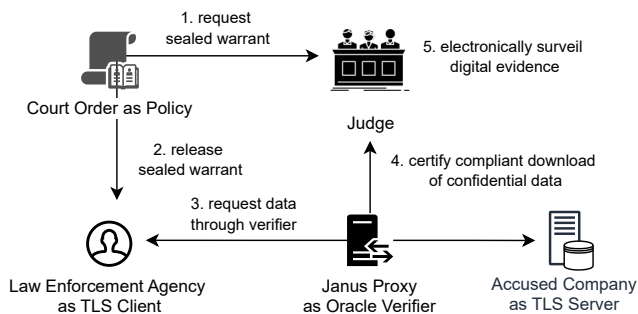 1. request
sealed warrant
5. electronically surveil
digital evidence
Court Order as Policy
Judge
2. release
sealed warrant
4. certify compliant download
of confidential data
3. request data
through verifier
Law Enforcement Agency
as TLS Client
Janus Proxy
as Oracle Verifier
Accused Company
as TLS Server